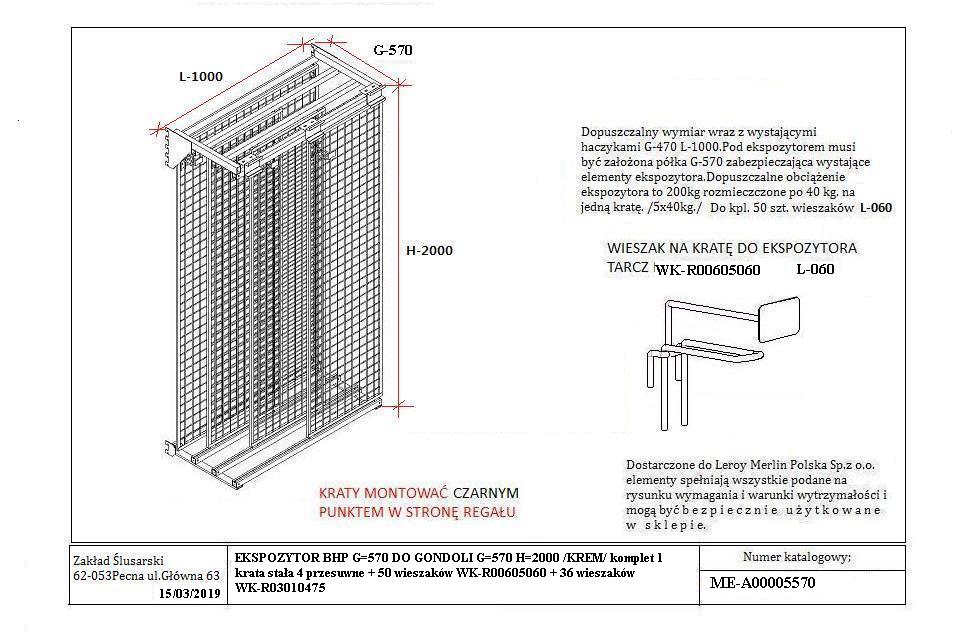 G-570
L-1000
H-2000
Dopuszczalny wymiar wraz z wystającymi
haczykami G-470 L-1000.Pod ekspozytorem musi
być założona półka G-570 zabezpieczająca wystające
elementy ekspozytora.Dopuszczalne obciążenie
ekspozytora to 200kg rozmieczczone po 40 kg. na
jedną kratę. /5x40kg./ Do kpl. 50 szt. wieszaków L-060
WIESZAK NA KRATĘ DO EKSPOZYTORA
TARCZ WK-R00605060 L-060
KRATY MONTOWAĆ CZARNYM
PUNKTEM W STRONĘ REGAŁU
Dostarczone do Leroy Merlin Polska Sp.z o.o.
elementy spełniają wszystkie podane na
rysunku wymagania i warunki wytrzymałości i
mogą być bezpiecznie użytkowane
w sklepie.
Zakład Ślusarski
62-053Pecna ul.Główna 63
15/03/2019
EKSPOZYTOR BHP G=570 DO GONDOLI G=570 H=2000 /KREM/ komplet 1
krata stała 4 przesuwne + 50 wieszaków WK-R00605060 + 36 wieszaków
WK-R03010475
Numer katalogowy;
ME-A00005570